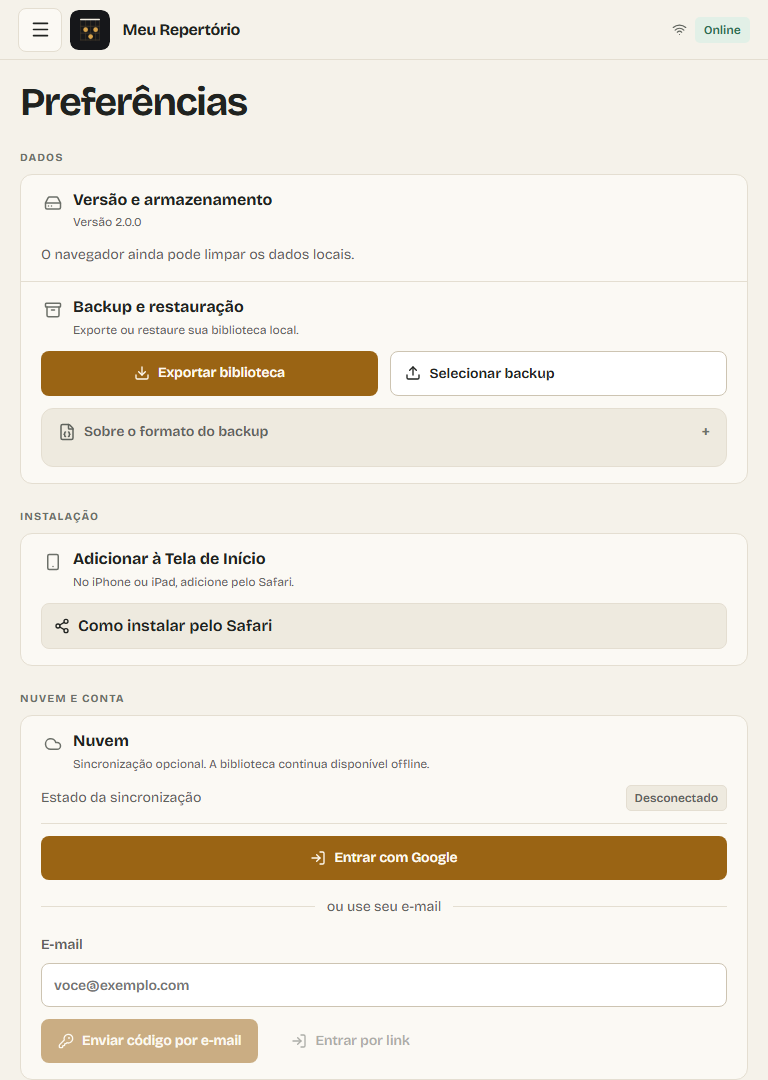 Meu Repertório
Online
Preferências
DADOS
Versão e armazenamento
Versão 2.0.0
O navegador ainda pode limpar os dados locais.
Backup e restauração
Exporte ou restaure sua biblioteca local.
Exportar biblioteca
Selecionar backup
Sobre o formato do backup
+
INSTALAÇÃO
Adicionar à Tela de Início
No iPhone ou iPad, adicione pelo Safari.
Como instalar pelo Safari
NUVEM E CONTA
Nuvem
Sincronização opcional. A biblioteca continua disponível offline.
Estado da sincronização
Desconectado
Entrar com Google
ou use seu e-mail
E-mail
voce@exemplo.com
Enviar código por e-mail
Entrar por link